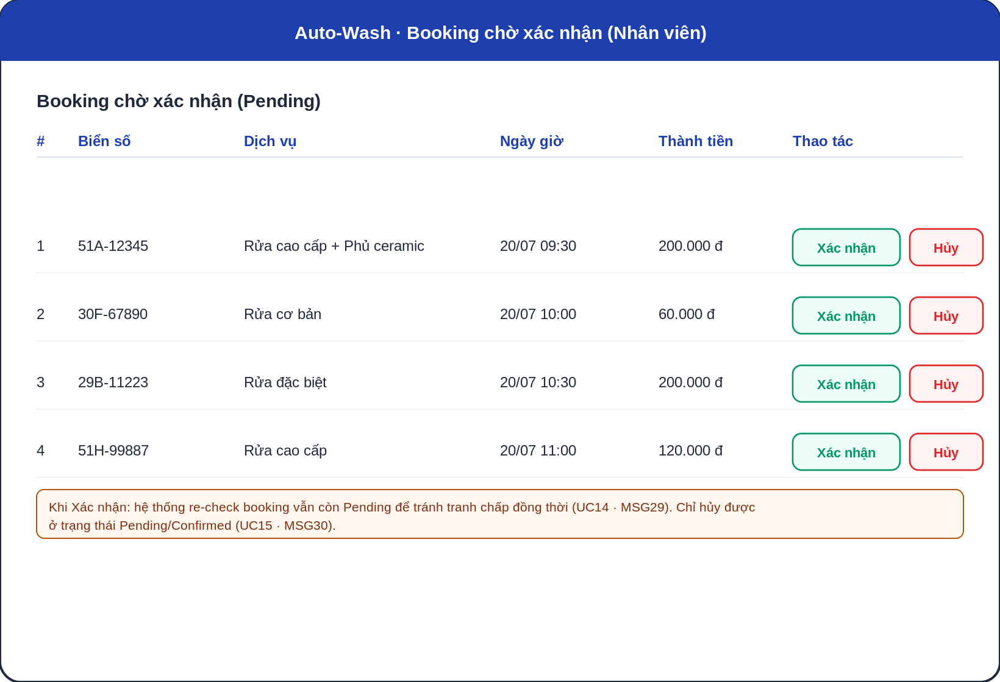 Auto-Wash · Booking chờ xác nhận (Nhân viên)
Booking chờ xác nhận (Pending)
# Biển số Dịch vụ Ngày giờ Thành tiền Thao tác
1 51A-12345 Rửa cao cấp + Phủ ceramic 20/07 09:30 200.000 đ Xác nhận Hủy
2 30F-67890 Rửa cơ bản 20/07 10:00 60.000 đ Xác nhận Hủy
3 29B-11223 Rửa đặc biệt 20/07 10:30 200.000 đ Xác nhận Hủy
4 51H-99887 Rửa cao cấp 20/07 11:00 120.000 đ Xác nhận Hủy
Khi Xác nhận: hệ thống re-check booking vẫn còn Pending để tránh tranh chấp đồng thời (UC14 · MSG29). Chỉ hủy được
ở trạng thái Pending/Confirmed (UC15 · MSG30).